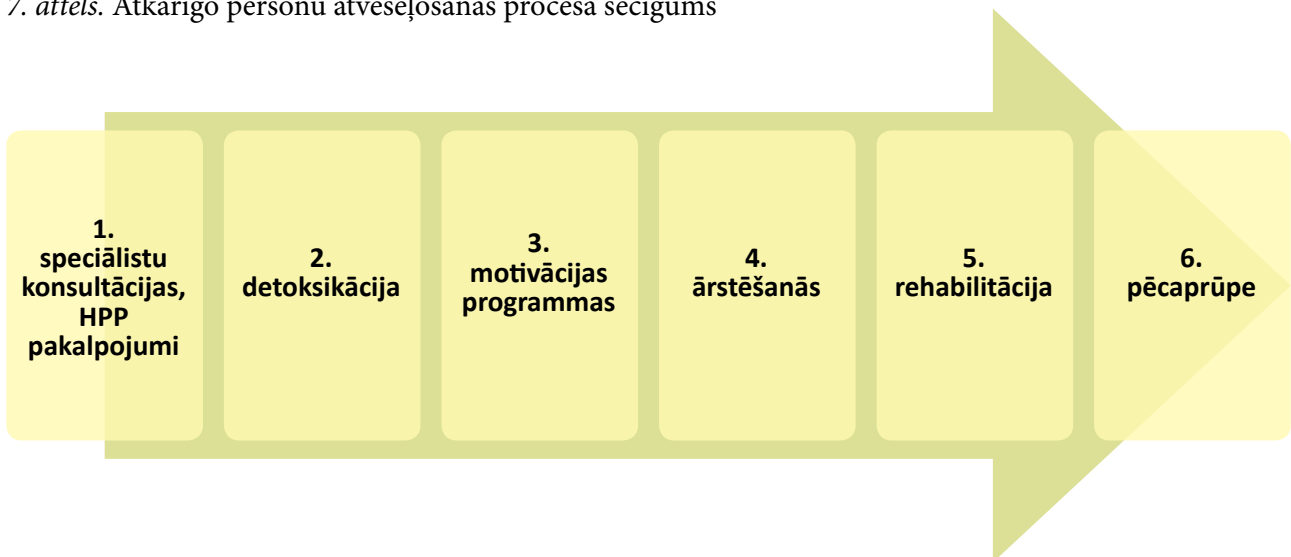 7. attēls. Atkarīgo personu atveseļošanās procesa secīgums
1.
speciālistu
konsultācijas,
HPP
pakalpojumi
2.
detoksikācija
3.
motivācijas
programmas
4.
ārstēšanās
5.
rehabilitācija
6.
pēcaprūpe